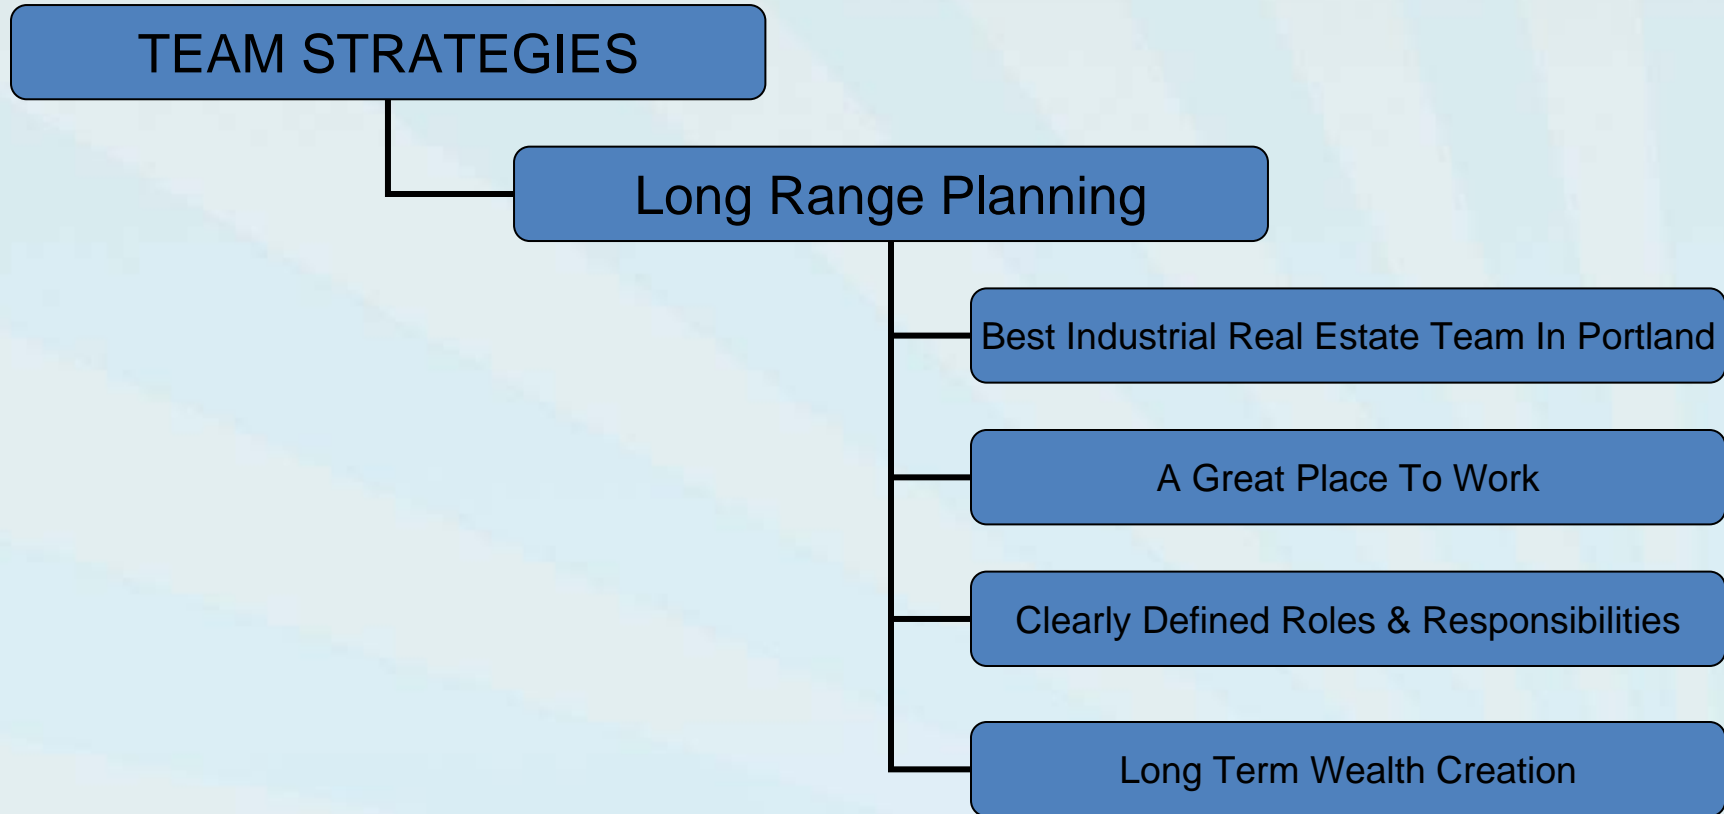 TEAM STRATEGIES
Long Range Planning
Best Industrial Real Estate Team In Portland
A Great Place To Work
Clearly Defined Roles & Responsibilities
Long Term Wealth Creation